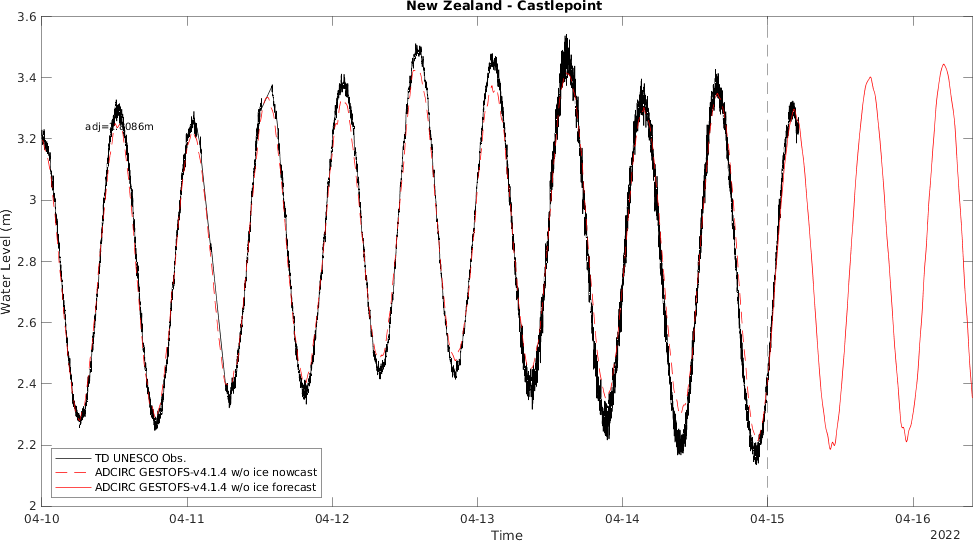 New Zealand - Castlepoint
3.6
3.4
3.2
3
2.8
2.6
2.4
2.2
2
Water Level (m)
TD UNESCO Obs.
ADCIRC GESTOFS-v4.1.4 w/o ice nowcast
ADCIRC GESTOFS-v4.1.4 w/o ice forecast
04-10 04-11 04-12 04-13 04-14 04-15 04-16
Time
2022